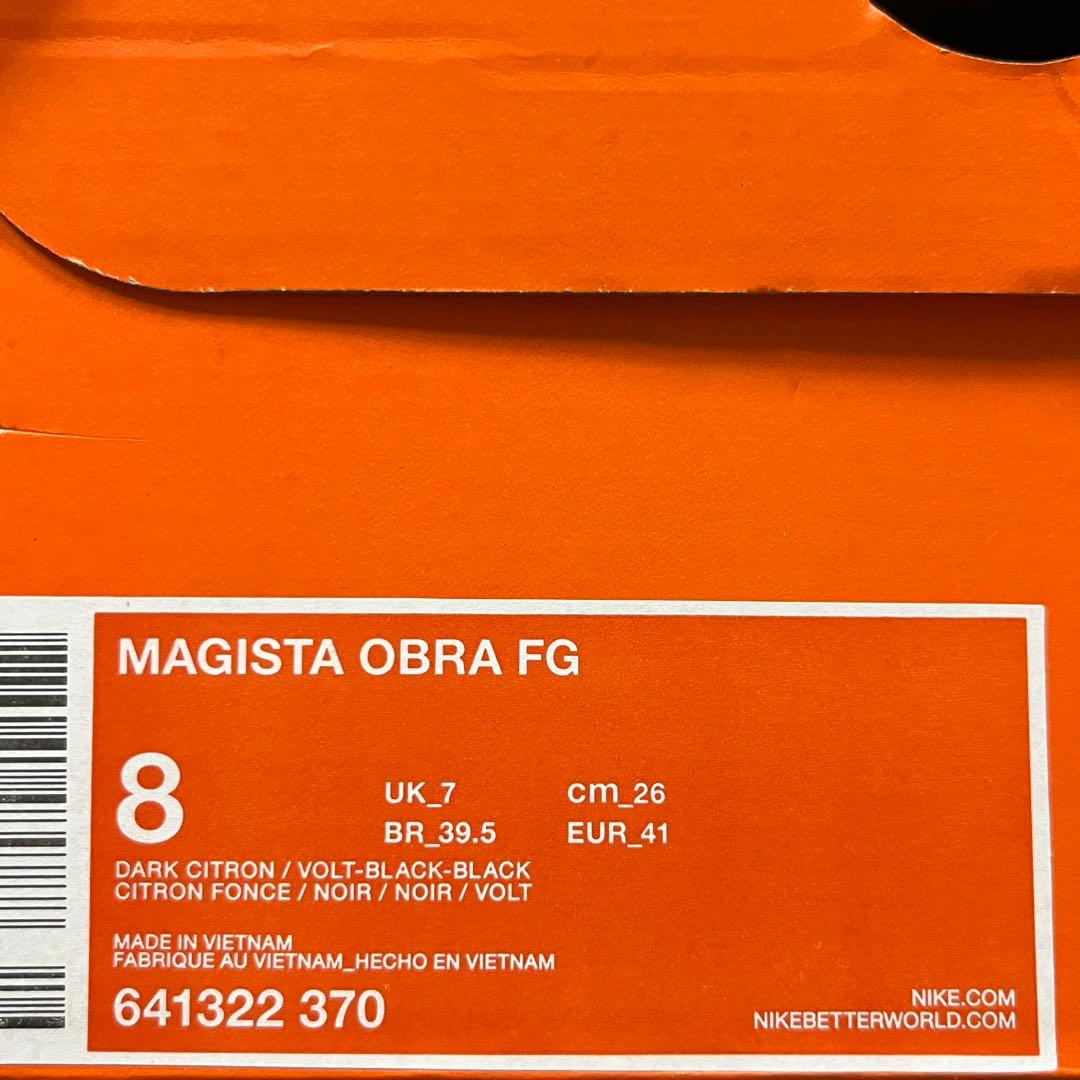 MAGISTA OBRA FG
8
UK_7 cm_26
BR_39.5 EUR_41
DARK CITRON / VOLT-BLACK-BLACK
CITRON FONCE / NOIR / NOIR / VOLT
MADE IN VIETNAM
FABRIQUE AU VIETNAM_HECHO EN VIETNAM
641322 370
NIKE.COM
NIKEBETTERWORLD.COM